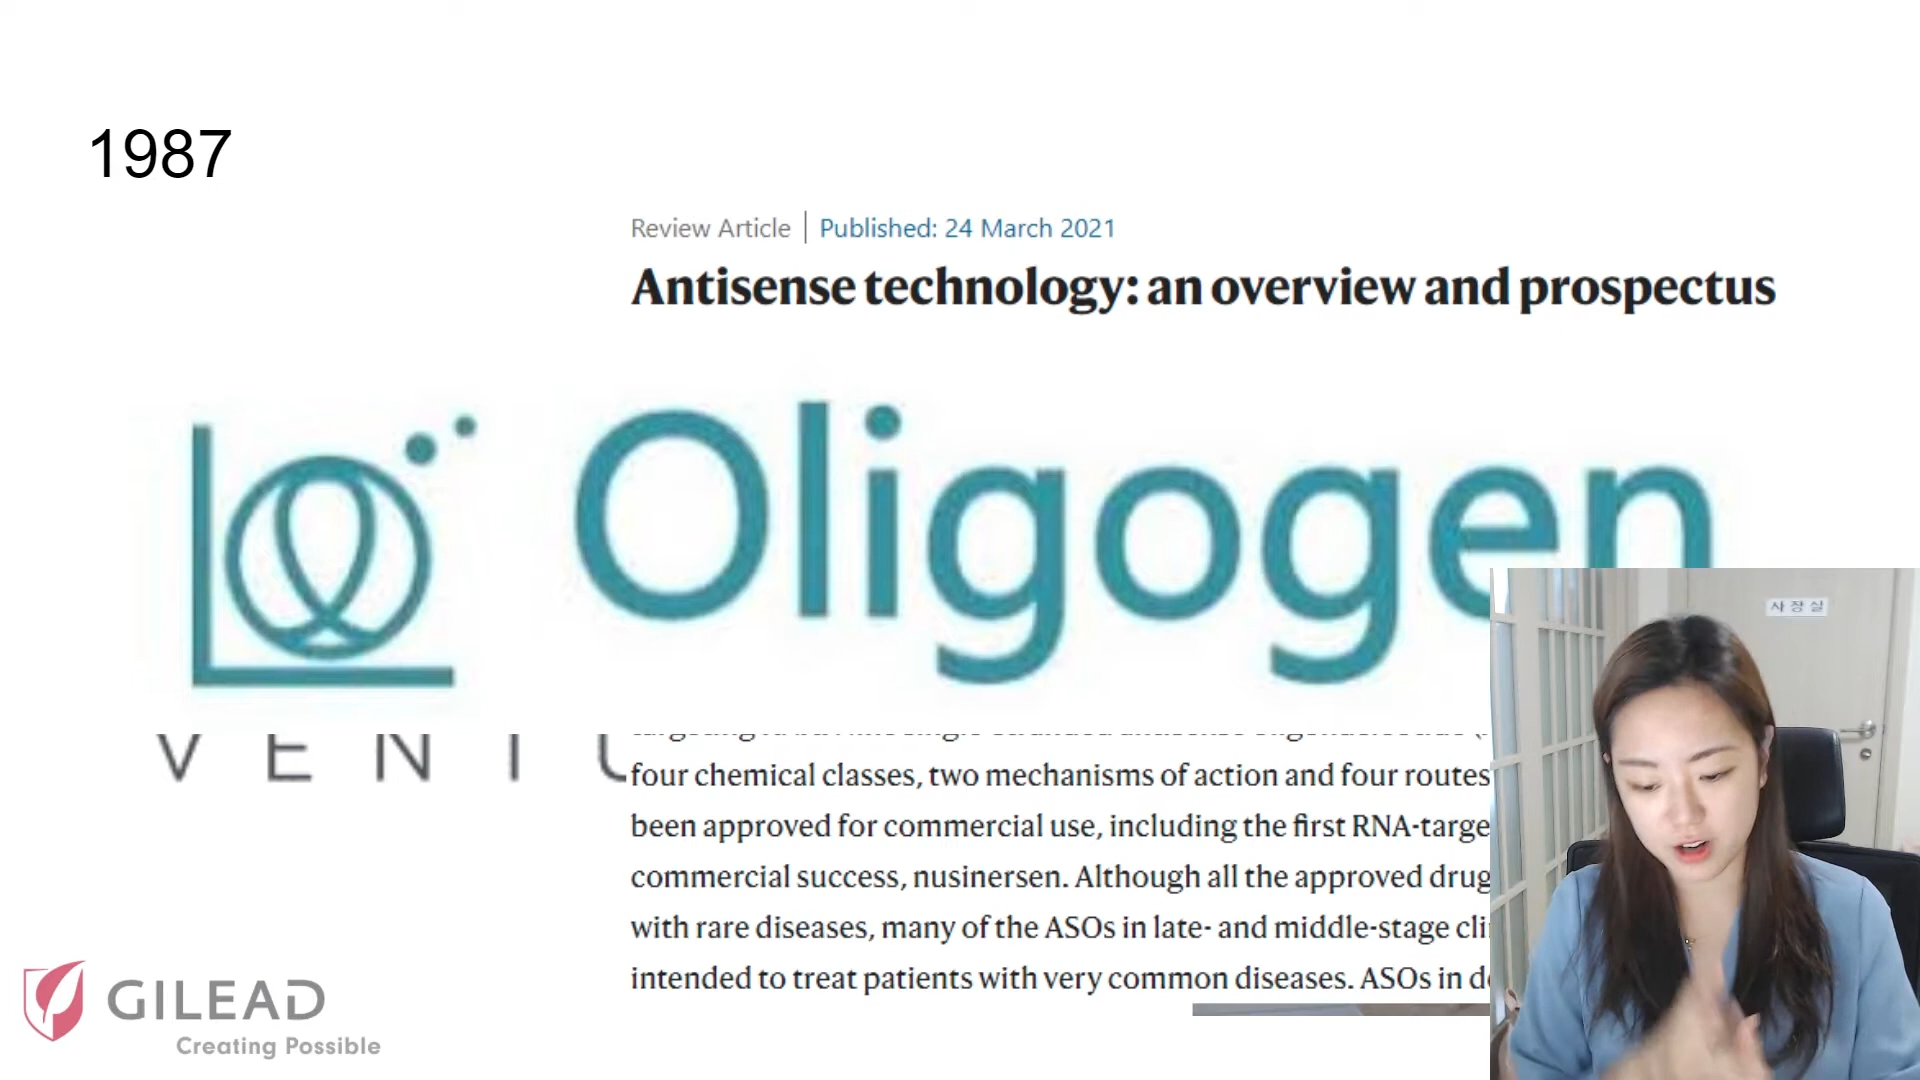 1987
Review Article | Published: 24 March 2021
Antisense technology: an overview and prospectus
Oligogen
VENT
four chemical classes, two mechanisms of action and four routes
been approved for commercial use, including the first RNA-targe
commercial success, nusinersen. Although all the approved drug
with rare diseases, many of the ASOs in late- and middle-stage cli
intended to treat patients with very common diseases. ASOs in d
GILEAD
Creating Possible
사장실